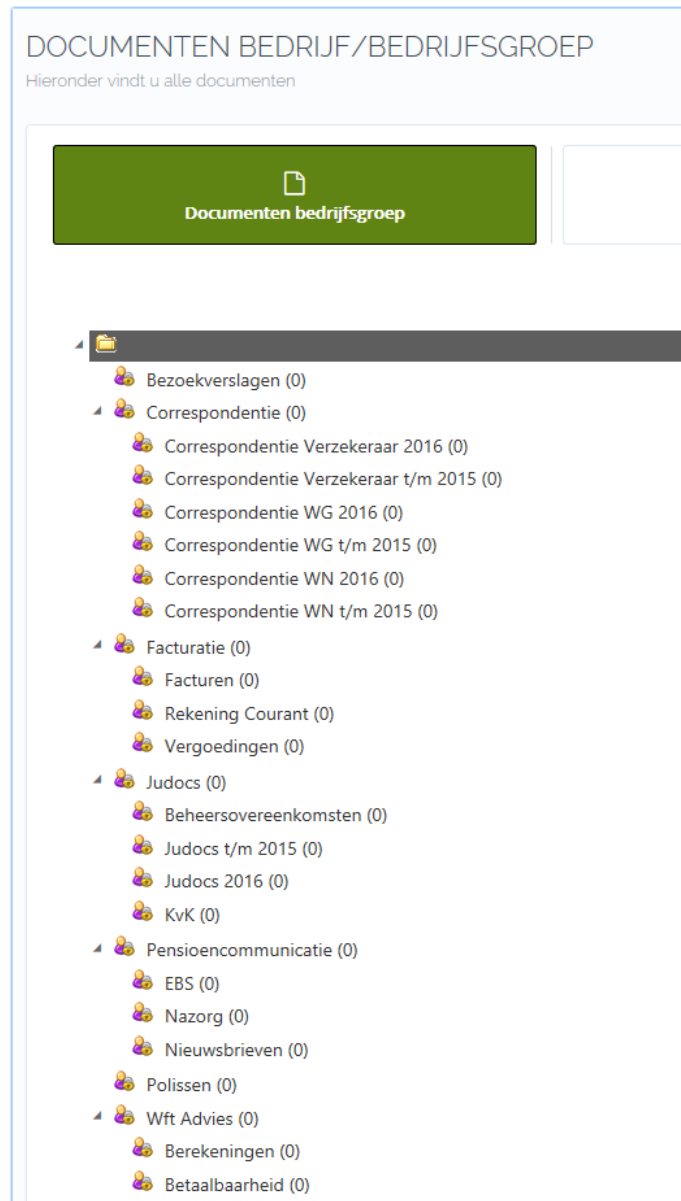 DOCUMENTEN BEDRIJF/BEDRIJFSGROEP
Hieronder vindt u alle documenten
Documenten bedrijfsgroep
Bezoekverslagen (0)
Correspondentie (0)
Correspondentie Verzekeraar 2016 (0)
Correspondentie Verzekeraar t/m 2015 (0)
Correspondentie WG 2016 (0)
Correspondentie WG t/m 2015 (0)
Correspondentie WN 2016 (0)
Correspondentie WN t/m 2015 (0)
Facturatie (0)
Facturen (0)
Rekening Courant (0)
Vergoedingen (0)
Judocs (0)
Beheersovereenkomsten (0)
Judocs t/m 2015 (0)
Judocs 2016 (0)
KvK (0)
Pensioencommunicatie (0)
EBS (0)
Nazorg (0)
Nieuwsbrieven (0)
Polissen (0)
Wft Advies (0)
Berekeningen (0)
Betaalbaarheid (0)